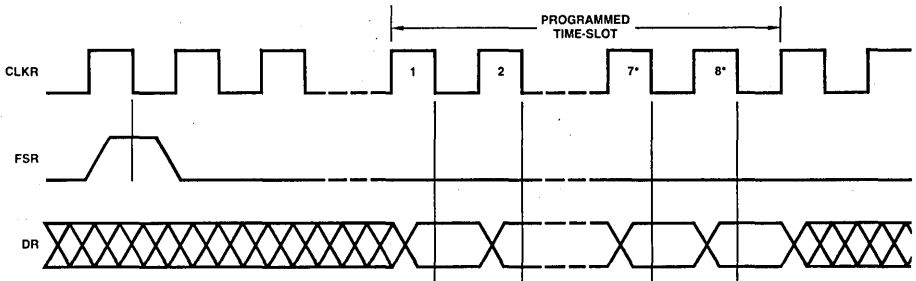 PROGRAMMED
TIME-SLOT
CLKR
1
2
7*
8*
FSR
DR